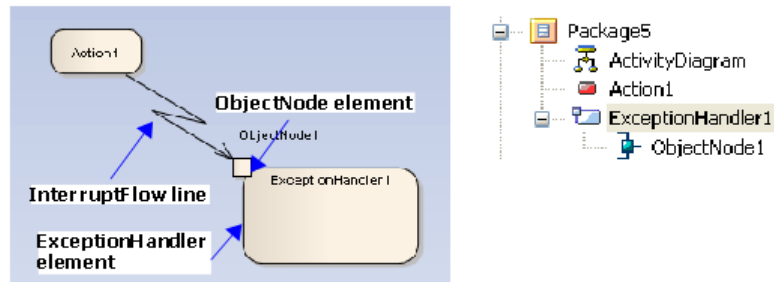 Action1
ObjectNode element
ObjectNode1
ExceptionHandler1
InterruptFlow line
ExceptionHandler
element
Package5
ActivityDiagram
Action1
ExceptionHandler1
ObjectNode1